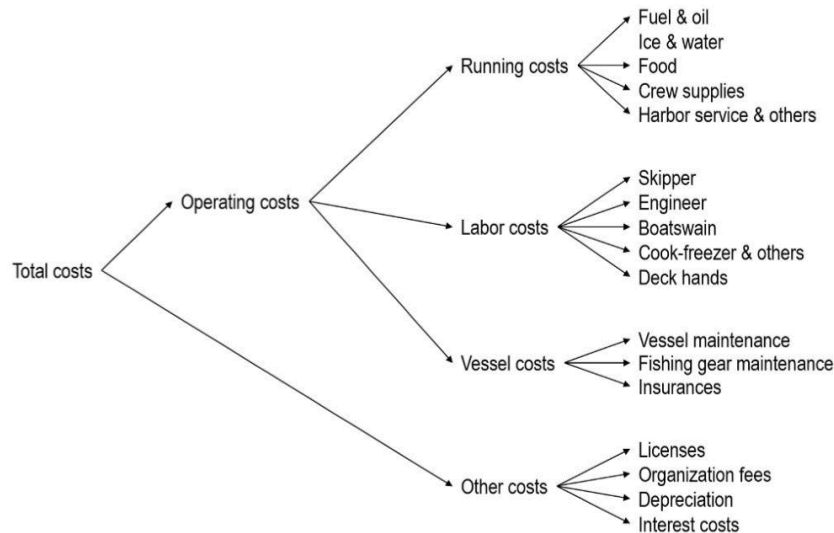 Fuel & oil
Ice & water
Running costs
Food
Crew supplies
Harbor service & others
Skipper
Operating costs
Engineer
Labor costs
Boatswain
Cook-freezer & others
Total costs
Deck hands
Vessel maintenance
Vessel costs
Fishing gear maintenance
Insurances
Licenses
Organization fees
Other costs
Depreciation
Interest costs